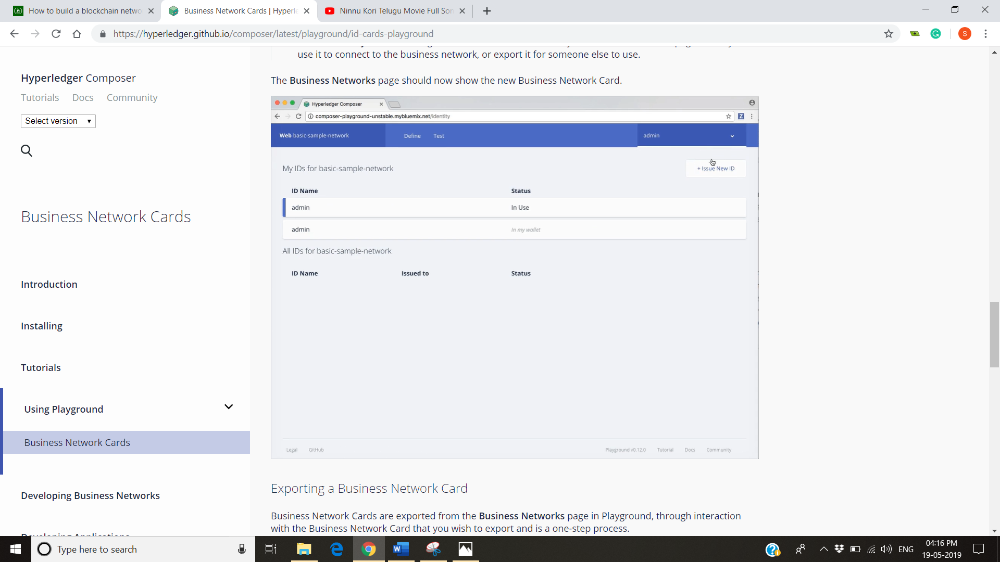 How to build a blockchain netwo
Business Network Cards | Hyperle
Ninnu Kori Telugu Movie Full Son
https://hyperledger.github.io/composer/latest/playground/id-cards-playground
S
use it to connect to the business network, or export it for someone else to use.
Hyperledger Composer
Tutorials Docs Community
Select version
The Business Networks page should now show the new Business Network Card.
Hyperledger Composer
composer-playground-unstable.mybluemix.net/identity
Z
Web basic-sample-network
Define Test
admin
My IDs for basic-sample-network
+ Issue New ID
ID Name Status
admin In Use
admin In my wallet
All IDs for basic-sample-network
ID Name Issued to Status
Legal GitHub
Playground v0.12.0 Tutorial Docs Community
Business Network Cards
Introduction
Installing
Tutorials
Using Playground
Business Network Cards
Developing Business Networks
Developing Applications
Exporting a Business Network Card
Business Network Cards are exported from the Business Networks page in Playground, through interaction
with the Business Network Card that you wish to export and is a one-step process.
Type here to search
ENG
04:16 PM
19-05-2019